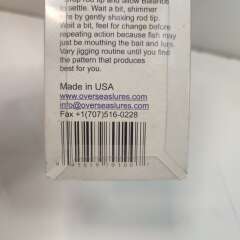 rod tip and allow Balance
settle. Wait a bit, shimmer
by gently shaking rod tip.
Wait a bit, feel for change before
repeating action because fish may
just be mouthing the bait and lure.
Vary jigging routine until you find
the pattern that produces
best for you.
Made in USA
www.overseaslures.com
info@overseaslures.com
Fax +1(707)516-0228